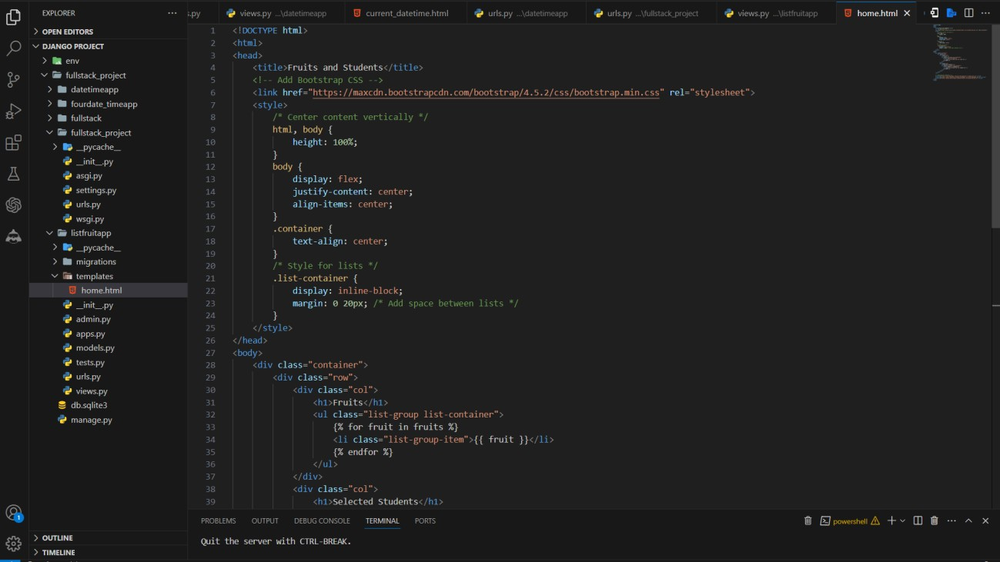 EXPLORER
OPEN EDITORS
DJANGO PROJECT
env
fullstack_project
datetimeapp
fourdate_timeapp
fullstack
fullstack_project
__pycache__
__init__.py
asgi.py
settings.py
urls.py
wsgi.py
listfruitapp
__pycache__
migrations
templates
home.html
__init__.py
admin.py
apps.py
models.py
tests.py
urls.py
views.py
db.sqlite3
manage.py
OUTLINE
TIMELINE
1
s.py views.py ...\datetimeapp current_datetime.html urls.py ...\datetimeapp urls.py ...\fullstack_project views.py ...\listfruitapp home.html
1 <!DOCTYPE html>
2 <html>
3 <head>
4     <title>Fruits and Students</title>
5     <!-- Add Bootstrap CSS -->
6     <link href="https://maxcdn.bootstrapcdn.com/bootstrap/4.5.2/css/bootstrap.min.css" rel="stylesheet">
7     <style>
8         /* Center content vertically */
9         html, body {
10             height: 100%;
11         }
12         body {
13             display: flex;
14             justify-content: center;
15             align-items: center;
16         }
17         .container {
18             text-align: center;
19         }
20         /* Style for lists */
21         .list-container {
22             display: inline-block;
23             margin: 0 20px; /* Add space between lists */
24         }
25     </style>
26 </head>
27 <body>
28     <div class="container">
29         <div class="row">
30             <div class="col">
31                 <h1>Fruits</h1>
32                 <ul class="list-group list-container">
33                     {% for fruit in fruits %}
34                     <li class="list-group-item">{{ fruit }}</li>
35                     {% endfor %}
36                 </ul>
37             </div>
38             <div class="col">
39                 <h1>Selected Students</h1>
PROBLEMS OUTPUT DEBUG CONSOLE TERMINAL PORTS powershell
Quit the server with CTRL-BREAK.